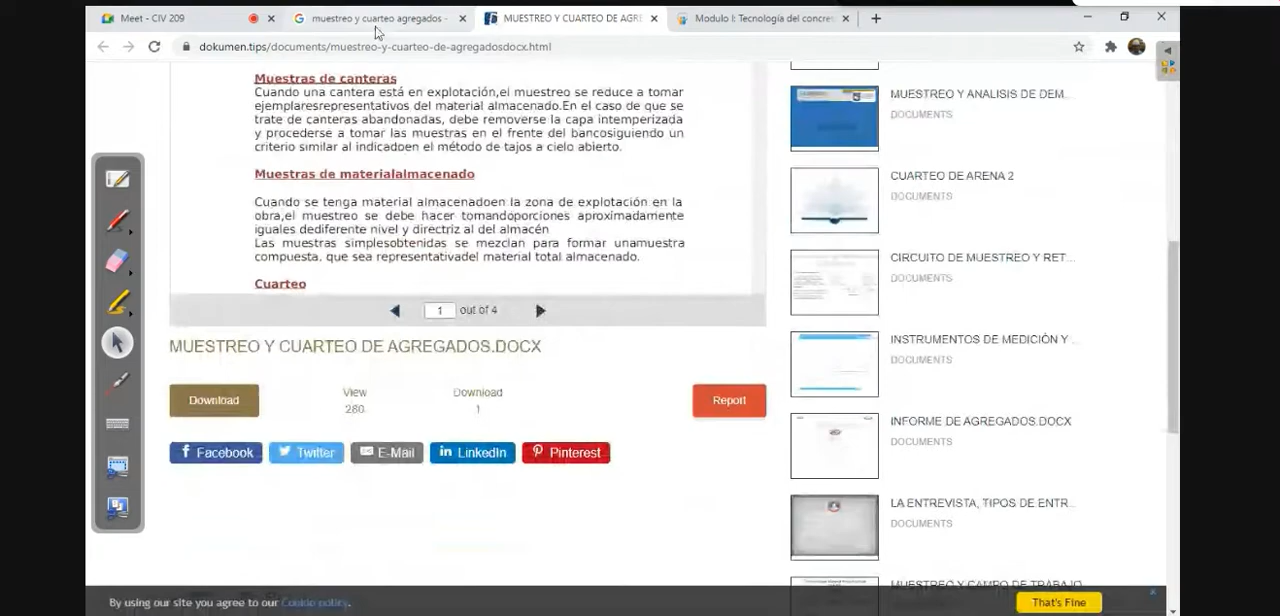 Meet - CIV 209
muestreo y cuarteo agregados -
MUESTREO Y CUARTEO DE AGRE
Modulo I: Tecnología del concre
dokumen.tips/documents/muestreo-y-cuarteo-de-agregadosdocx.html
Muestras de canteras
Cuando una cantera está en explotación,el muestreo se reduce a tomar
ejemplaresrepresentativos del material almacenado.En el caso de que se
trate de canteras abandonadas, debe removerse la capa intemperizada
y procederse a tomar las muestras en el frente del bancosiguiendo un
criterio similar al indicadoen el método de tajos a cielo abierto.
Muestras de materialalmacenado
Cuando se tenga material almacenadoen la zona de explotación en la
obra,el muestreo se debe hacer tomandoporciones aproximadamente
iguales dediferente nivel y directriz al del almacén
Las muestras simplesobtenidas se mezclan para formar unamuestra
compuesta, que sea representativadel material total almacenado.
Cuarteo
1 out of 4
MUESTREO Y CUARTEO DE AGREGADOS.DOCX
Download
View
280
Download
1
Report
Facebook
Twitter
E-Mail
LinkedIn
Pinterest
MUESTREO Y ANALISIS DE DEM...
DOCUMENTS
CUARTEO DE ARENA 2
DOCUMENTS
CIRCUITO DE MUESTREO Y RET...
DOCUMENTS
INSTRUMENTOS DE MEDICIÓN Y ...
DOCUMENTS
INFORME DE AGREGADOS.DOCX
DOCUMENTS
LA ENTREVISTA, TIPOS DE ENTR...
DOCUMENTS
MUESTREO Y CAMPO DE TRABAJO
By using our site you agree to our Cookie policy.
That's Fine